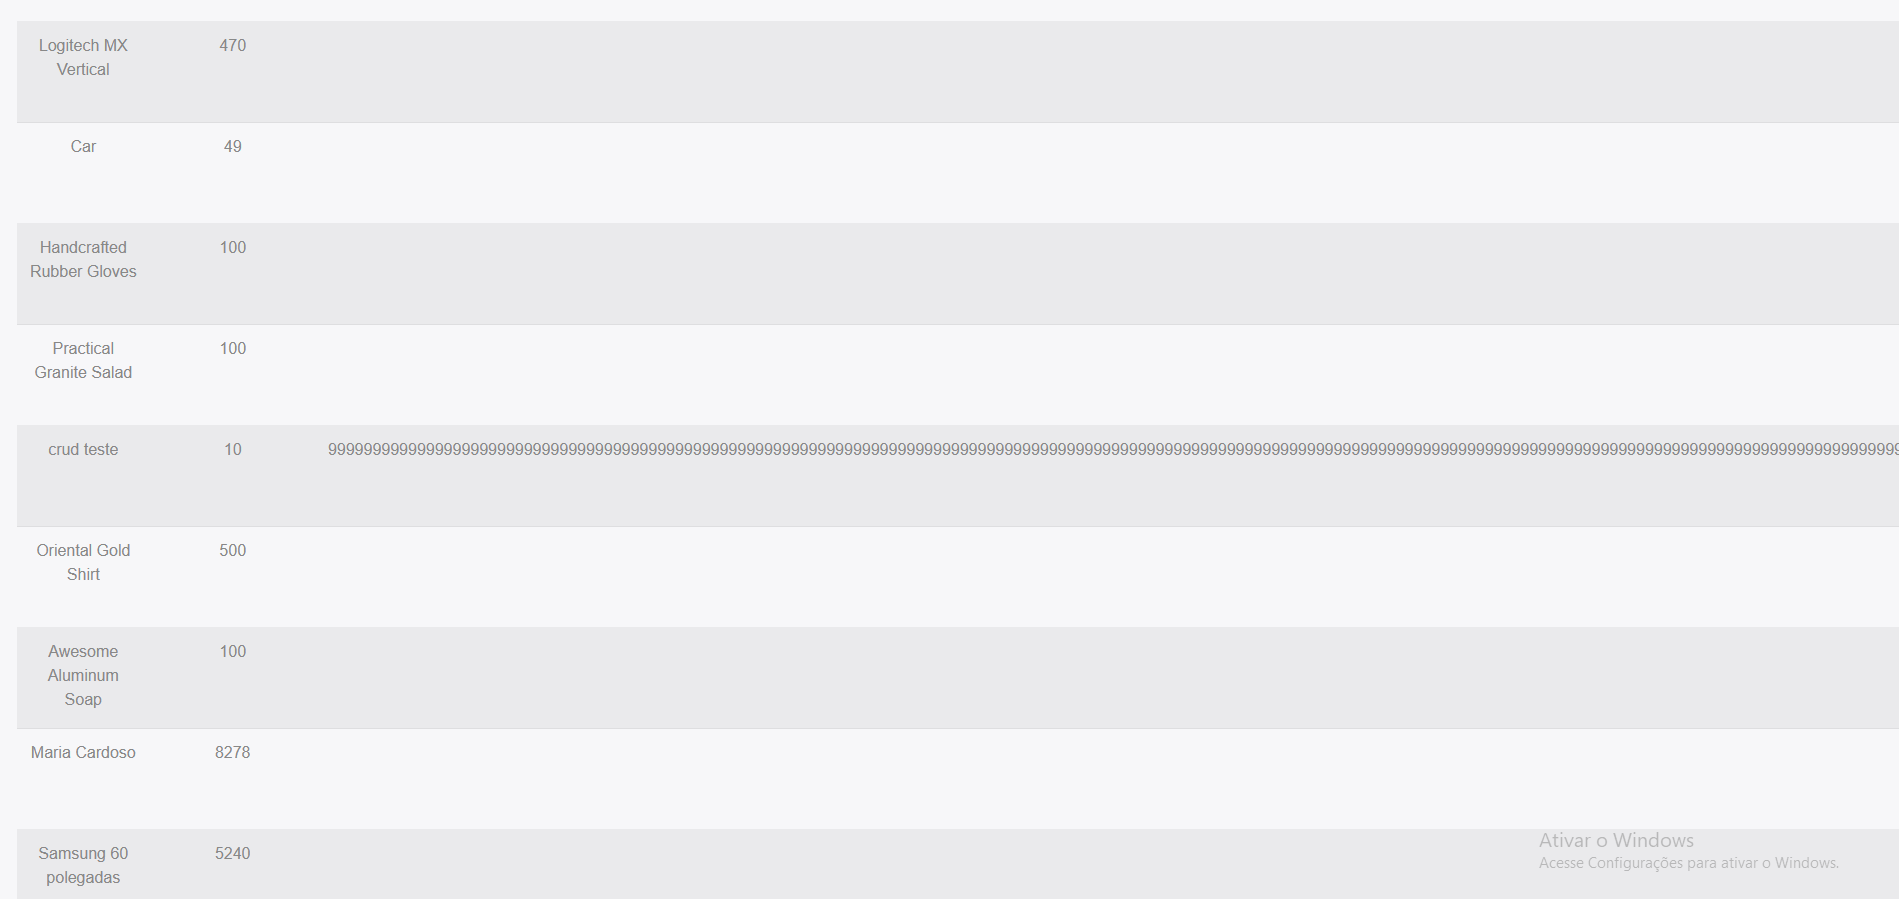 Logitech MX
Vertical
470
Car
49
Handcrafted
Rubber Gloves
100
Practical
Granite Salad
100
crud teste
10
Oriental Gold
Shirt
500
Awesome
Aluminum
Soap
100
Maria Cardoso
8278
Samsung 60
polegadas
5240
Ativar o Windows
Acesse Configurações para ativar o Windows.